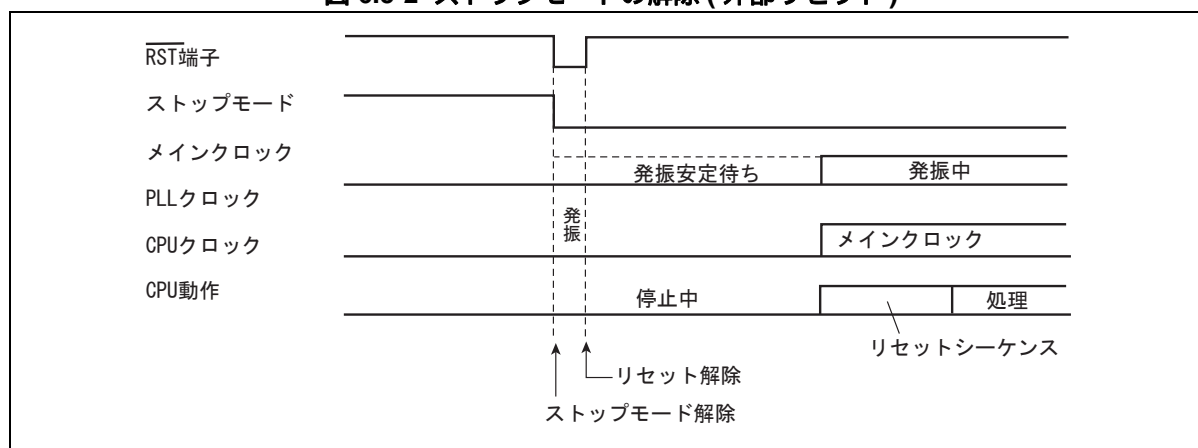 RST端子
ストップモード
メインクロック
発振安定待ち
発振中
PLLクロック
発振
CPUクロック
メインクロック
CPU動作
停止中
処理
リセットシーケンス
リセット解除
ストップモード解除